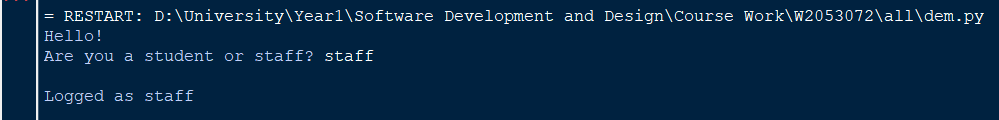 = RESTART: D:\University\Year1\Software Development and Design\Course Work\W2053072\all\dem.py
Hello!
Are you a student or staff? staff
Logged as staff